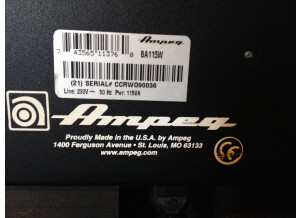 Ampeg
7 43565 11376 0 BA115W
(21) SERIAL# CCRWO90036
Line: 230V ~ 50 Hz Pwr: 115VA
Ampeg
Proudly Made in the U.S.A. by Ampeg
1400 Ferguson Avenue • St. Louis, MO 63133
www.ampeg.com